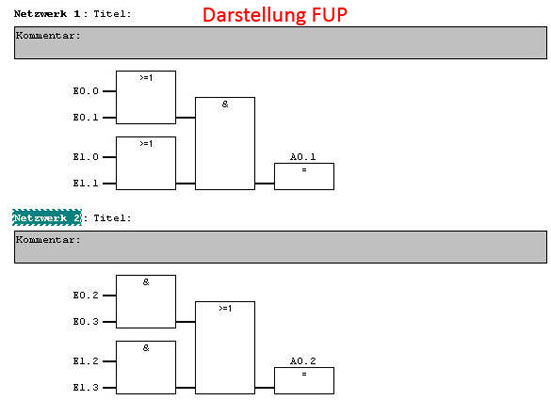 Netzwerk 1: Titel:
Darstellung FUP
Kommentar:
>=1
E0.0
&
E0.1
>=1
E1.0
A0.1
=
E1.1
Netzwerk 2: Titel:
Kommentar:
&
E0.2
>=1
E0.3
&
E1.2
A0.2
=
E1.3